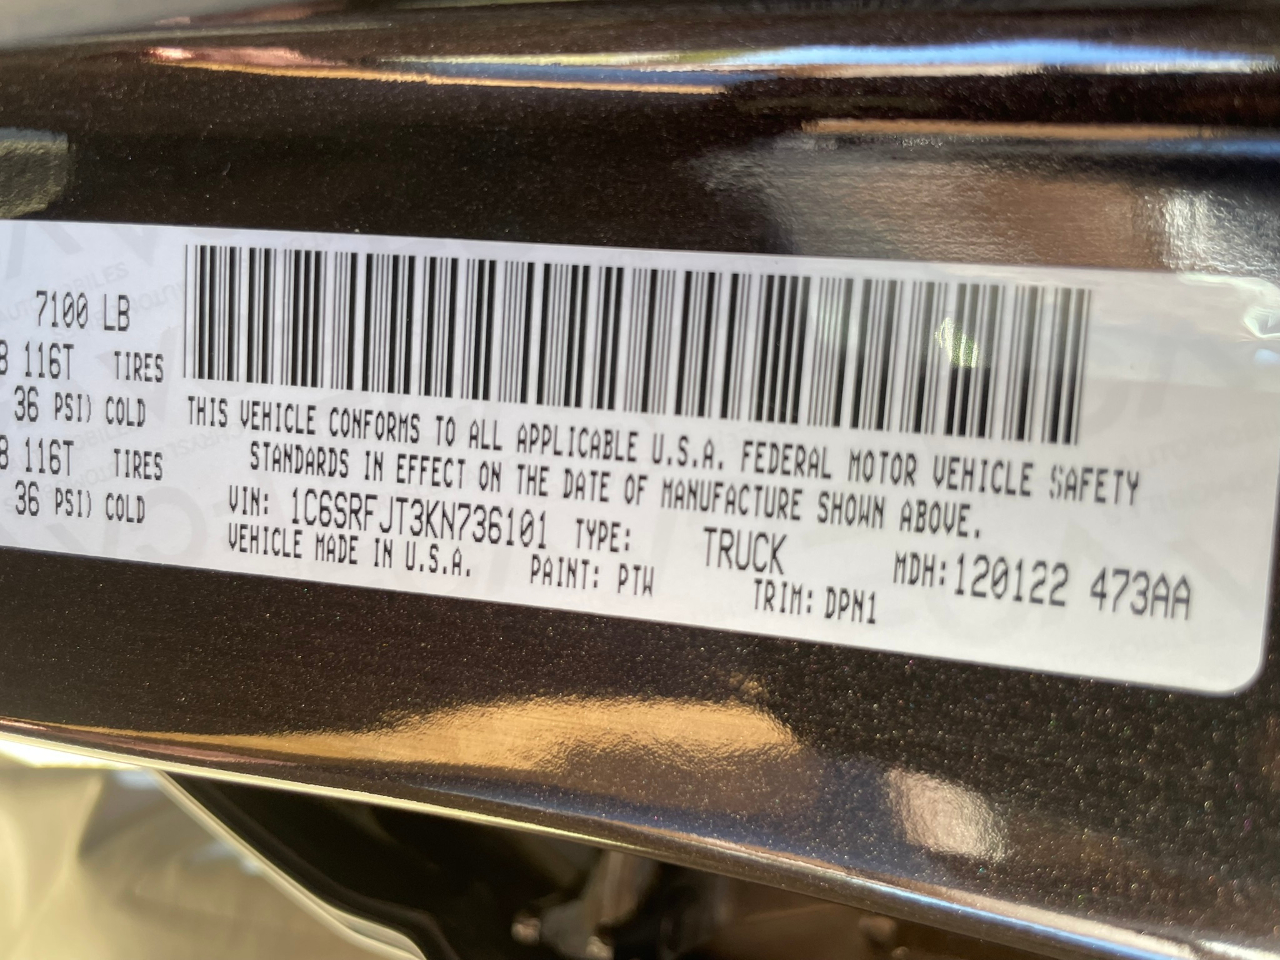 7100 LB
116T TIRES
36 PSI) COLD
116T TIRES
36 PSI) COLD
THIS VEHICLE CONFORMS TO ALL APPLICABLE U.S.A. FEDERAL MOTOR VEHICLE SAFETY
STANDARDS IN EFFECT ON THE DATE OF MANUFACTURE SHOWN ABOVE.
VIN: 1C6SRFJT3KN736101 TYPE: TRUCK MDH:120122 473AA
VEHICLE MADE IN U.S.A. PAINT: PTW TRIM: DPN1